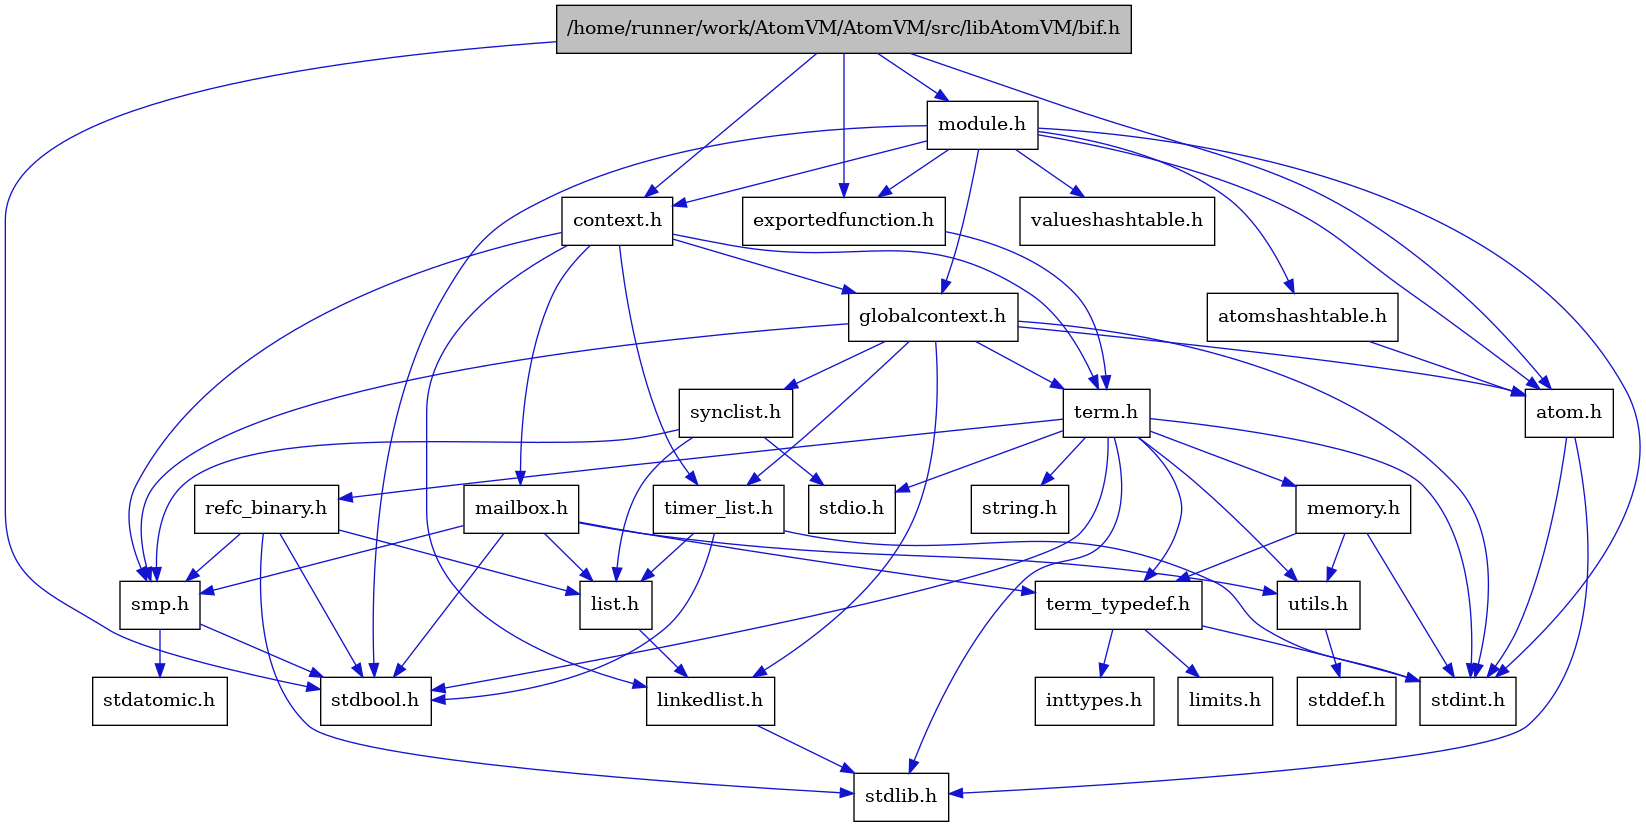 /home/runner/work/AtomVM/AtomVM/src/libAtomVM/bif.h
module.h
context.h
exportedfunction.h
valueshashtable.h
globalcontext.h
atomshashtable.h
synclist.h
term.h
atom.h
refc_binary.h
mailbox.h
timer_list.h
stdio.h
string.h
memory.h
smp.h
list.h
term_typedef.h
utils.h
stdatomic.h
stdbool.h
linkedlist.h
inttypes.h
limits.h
stddef.h
stdint.h
stdlib.h